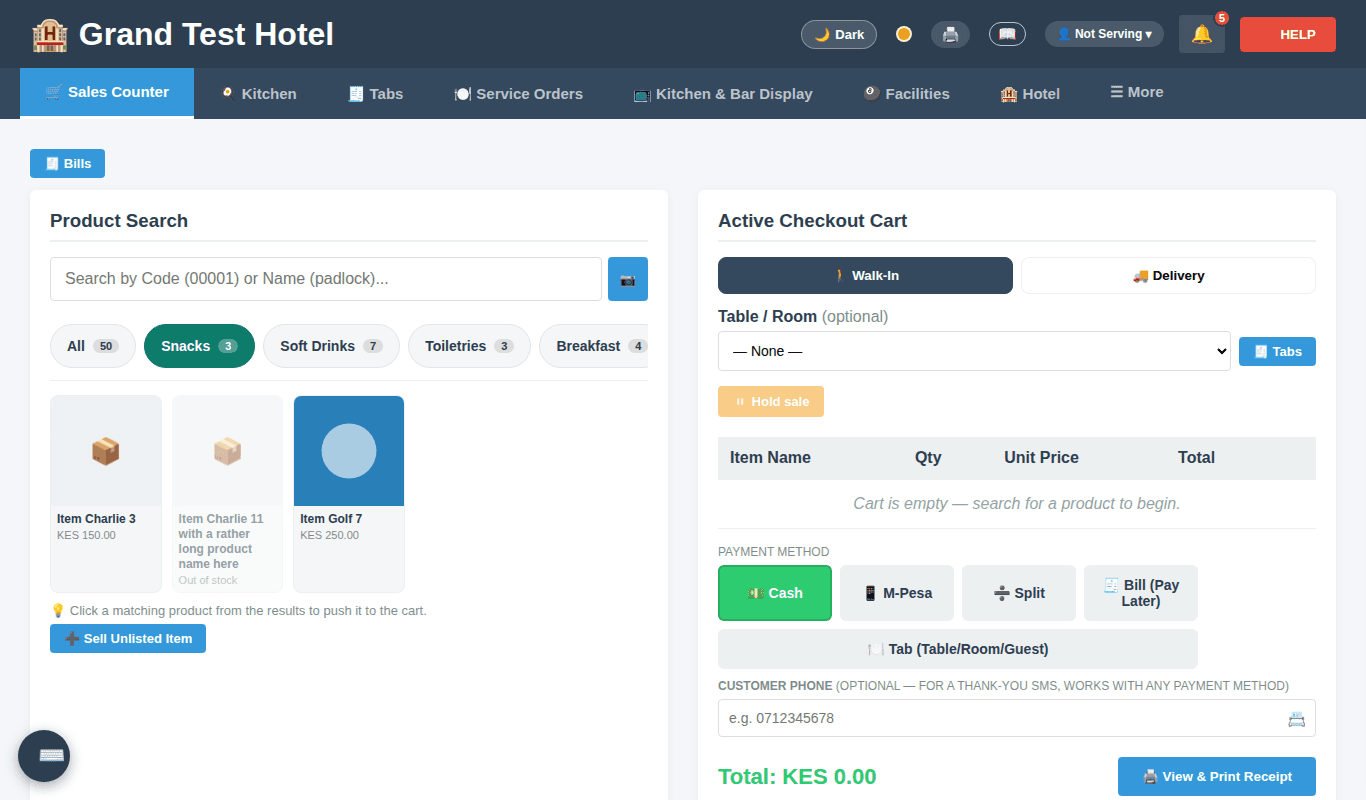 🏨 Grand Test Hotel
🌙 Dark
👤 Not Serving ▾
5
HELP
🛒 Sales Counter
🍳 Kitchen
🧾 Tabs
🍽️ Service Orders
📺 Kitchen & Bar Display
🎱 Facilities
🏨 Hotel
☰ More
🧾 Bills
Product Search
Search by Code (00001) or Name (padlock)...
All 50
Snacks 3
Soft Drinks 7
Toiletries 3
Breakfast 4
Item Charlie 3
KES 150.00
Item Charlie 11
with a rather
long product
name here
Out of stock
Item Golf 7
KES 250.00
💡 Click a matching product from the results to push it to the cart.
➕ Sell Unlisted Item
Active Checkout Cart
🚶 Walk-In
🚚 Delivery
Table / Room (optional)
— None —
🧾 Tabs
⏸ Hold sale
Item Name Qty Unit Price Total
Cart is empty — search for a product to begin.
PAYMENT METHOD
💵 Cash
📱 M-Pesa
➗ Split
🧾 Bill (Pay
Later)
🍽️ Tab (Table/Room/Guest)
CUSTOMER PHONE (OPTIONAL — FOR A THANK-YOU SMS, WORKS WITH ANY PAYMENT METHOD)
e.g. 0712345678
Total: KES 0.00
🖨️ View & Print Receipt